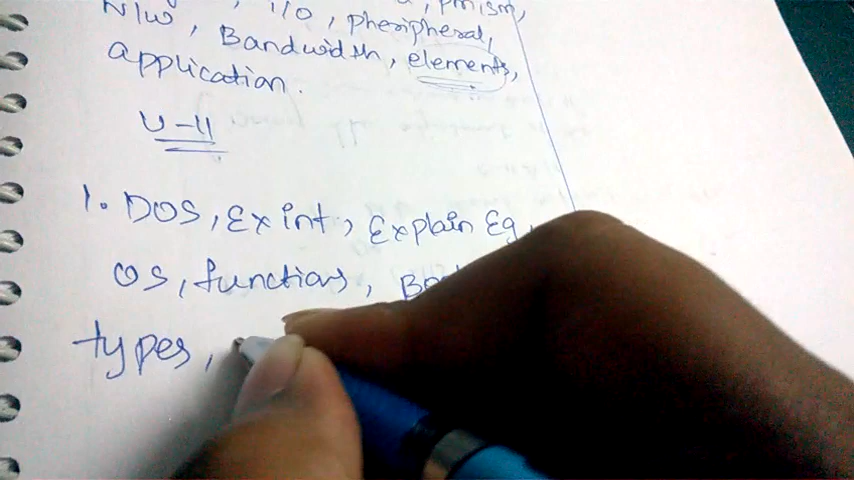 N/W, I/O, pheripheral,
Bandwidth, elements,
application.
U-II
1. DOS, Ex int, Explain Eg,
OS, functions,
types,